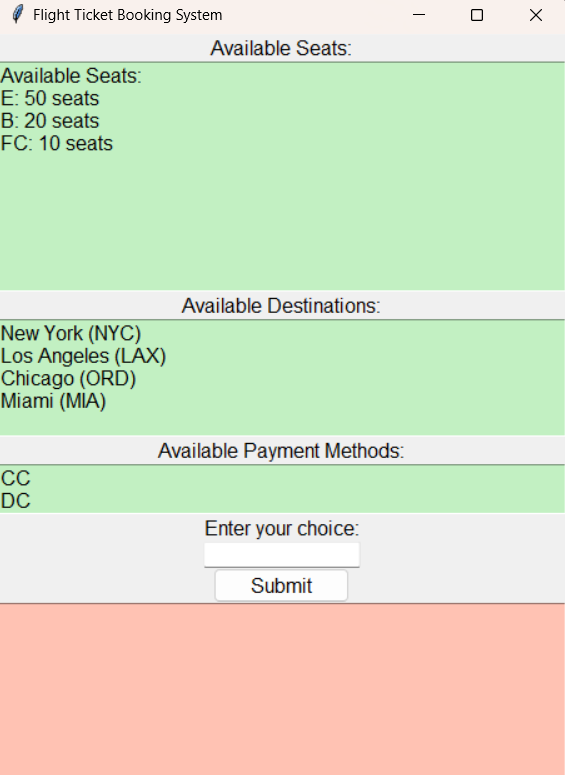 Flight Ticket Booking System
Available Seats:
Available Seats:
E: 50 seats
B: 20 seats
FC: 10 seats
Available Destinations:
New York (NYC)
Los Angeles (LAX)
Chicago (ORD)
Miami (MIA)
Available Payment Methods:
CC
DC
Enter your choice:
Submit